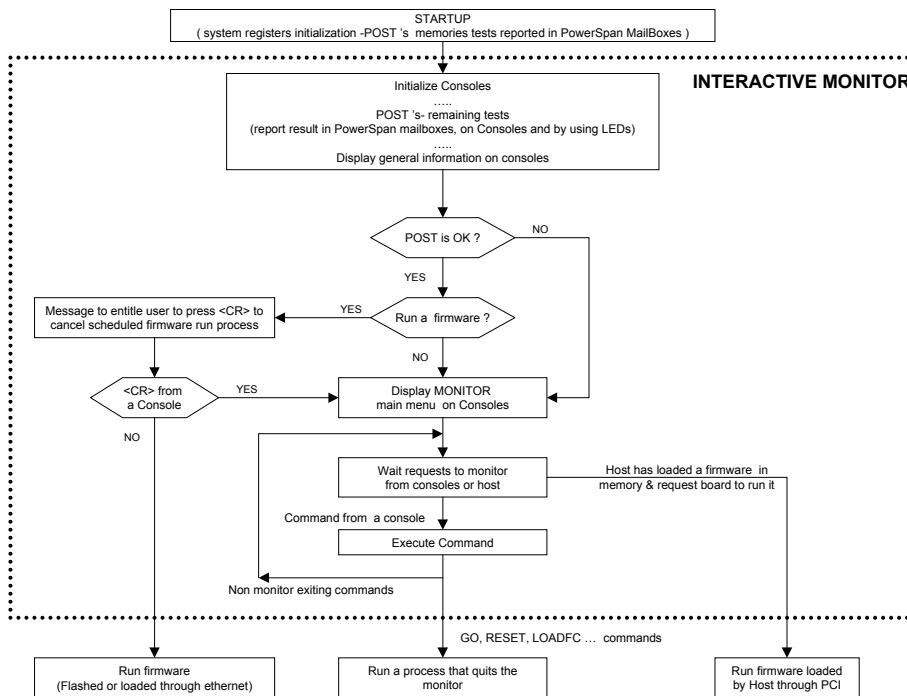 STARTUP
( system registers initialization -POST 's memories tests reported in PowerSpan MailBoxes )
INTERACTIVE MONITOR
Initialize Consoles
…..
POST 's- remaining tests
(report result in PowerSpan mailboxes, on Consoles and by using LEDs)
…..
Display general information on consoles
POST is OK ?
NO
YES
Message to entitle user to press <CR> to
cancel scheduled firmware run process
YES
Run a firmware ?
NO
<CR> from
a Console
YES
Display MONITOR
main menu on Consoles
NO
Wait requests to monitor
from consoles or host
Host has loaded a firmware in
memory & request board to run it
Command from a console
Execute Command
Non monitor exiting commands
GO, RESET, LOADFC … commands
Run firmware
(Flashed or loaded through ethernet)
Run a process that quits the
monitor
Run firmware loaded
by Host through PCI